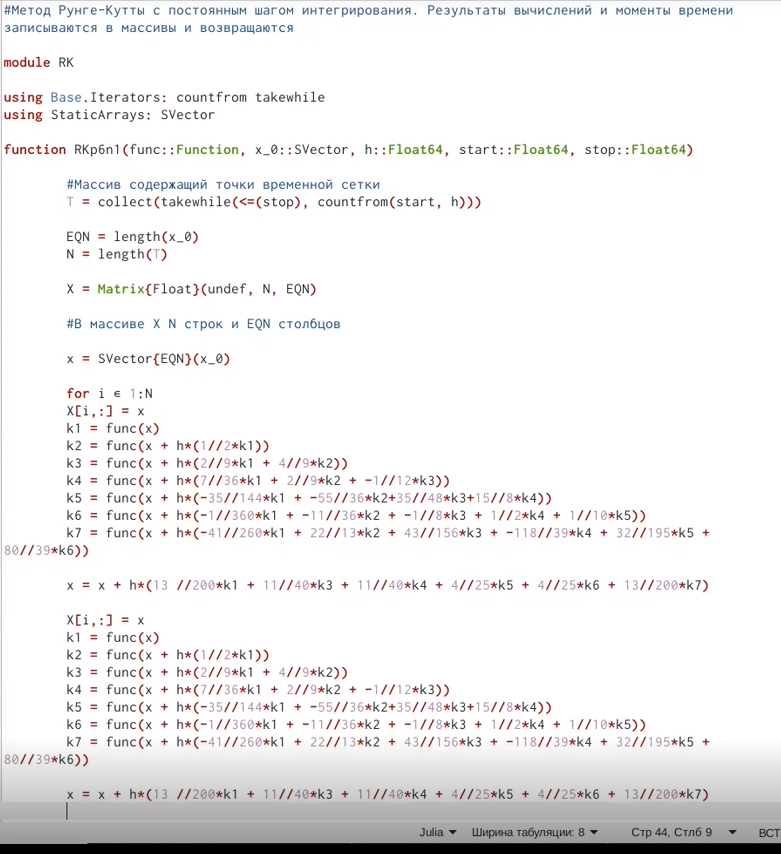 #Метод Рунге-Кутты с постоянным шагом интегрирования. Результаты вычислений и моменты времени
записываются в массивы и возвращаются
module RK
using Base.Iterators: countfrom takewhile
using StaticArrays: SVector
function RKp6n1(func::Function, x_0::SVector, h::Float64, start::Float64, stop::Float64)
#Массив содержащий точки временной сетки
T = collect(takewhile(<=(stop), countfrom(start, h)))
EQN = length(x_0)
N = length(T)
X = Matrix{Float}(undef, N, EQN)
#В массиве X N строк и EQN столбцов
x = SVector{EQN}(x_0)
for i ∈ 1:N
X[i,:] = x
k1 = func(x)
k2 = func(x + h*(1//2*k1))
k3 = func(x + h*(2//9*k1 + 4//9*k2))
k4 = func(x + h*(7//36*k1 + 2//9*k2 + -1//12*k3))
k5 = func(x + h*(-35//144*k1 + -55//36*k2+35//48*k3+15//8*k4))
k6 = func(x + h*(-1//360*k1 + -11//36*k2 + -1//8*k3 + 1//2*k4 + 1//10*k5))
k7 = func(x + h*(-41//260*k1 + 22//13*k2 + 43//156*k3 + -118//39*k4 + 32//195*k5 +
80//39*k6))
x = x + h*(13 //200*k1 + 11//40*k3 + 11//40*k4 + 4//25*k5 + 4//25*k6 + 13//200*k7)
X[i,:] = x
k1 = func(x)
k2 = func(x + h*(1//2*k1))
k3 = func(x + h*(2//9*k1 + 4//9*k2))
k4 = func(x + h*(7//36*k1 + 2//9*k2 + -1//12*k3))
k5 = func(x + h*(-35//144*k1 + -55//36*k2+35//48*k3+15//8*k4))
k6 = func(x + h*(-1//360*k1 + -11//36*k2 + -1//8*k3 + 1//2*k4 + 1//10*k5))
k7 = func(x + h*(-41//260*k1 + 22//13*k2 + 43//156*k3 + -118//39*k4 + 32//195*k5 +
80//39*k6))
x = x + h*(13 //200*k1 + 11//40*k3 + 11//40*k4 + 4//25*k5 + 4//25*k6 + 13//200*k7)
Julia Ширина табуляции: 8 Стр 44, Стлб 9 ВСТ